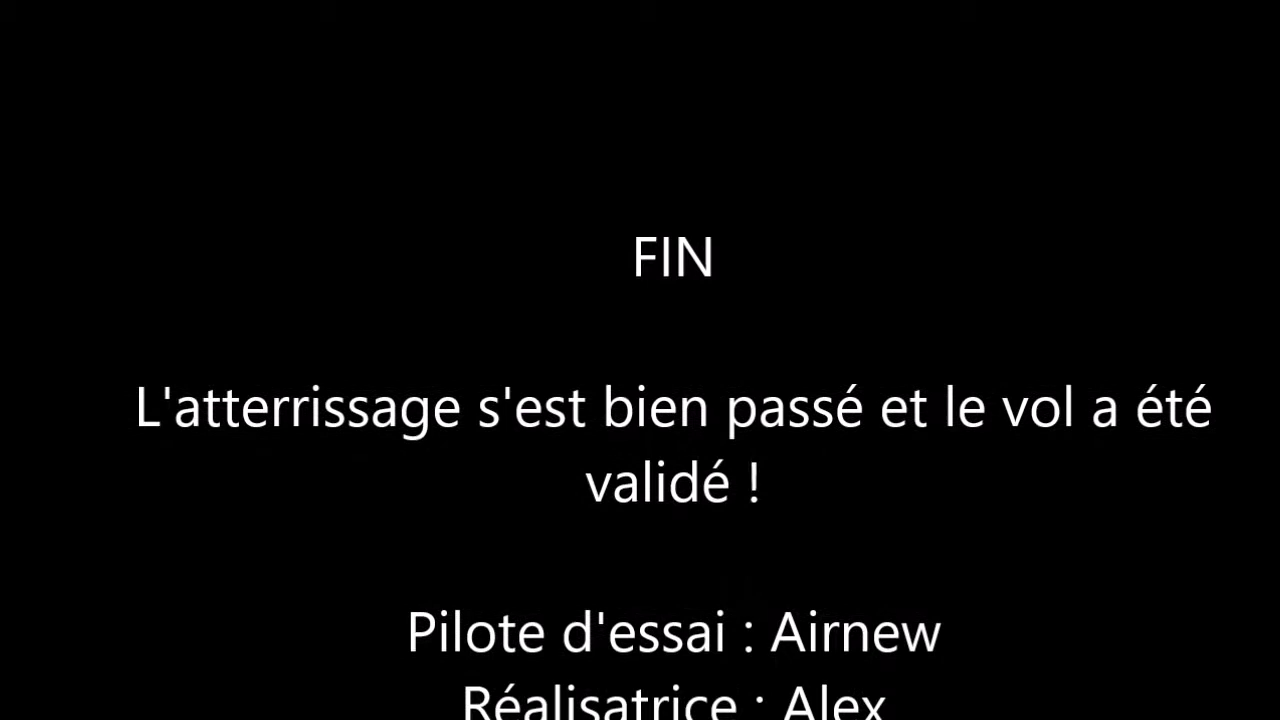 FIN
L'atterrissage s'est bien passé et le vol a été
validé !
Pilote d'essai : Airnew
Réalisatrice : Alex